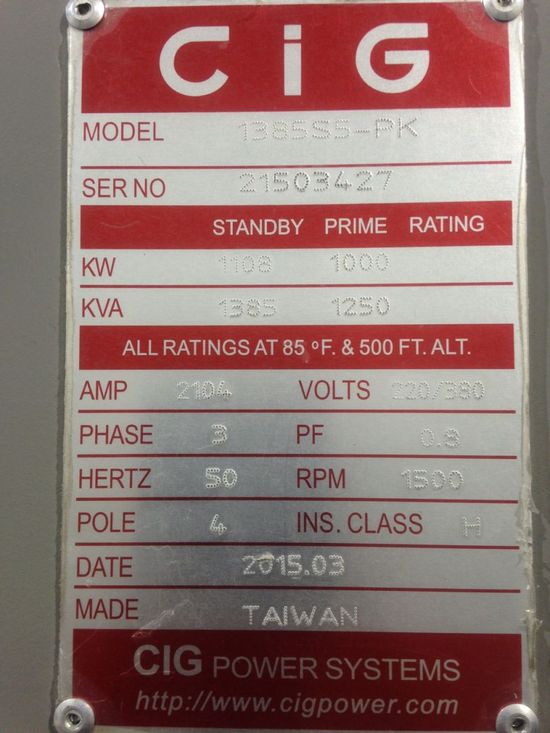 CiG
MODEL 1385S5-PK
SER NO 21503427
STANDBY PRIME RATING
KW 1108 1000
KVA 1385 1250
ALL RATINGS AT 85 ºF. & 500 FT. ALT.
AMP 2104 VOLTS 220/380
PHASE 3 PF 0.8
HERTZ 50 RPM 1500
POLE 4 INS. CLASS H
DATE 2015.03
MADE TAIWAN
CIG POWER SYSTEMS
http://www.cigpower.com